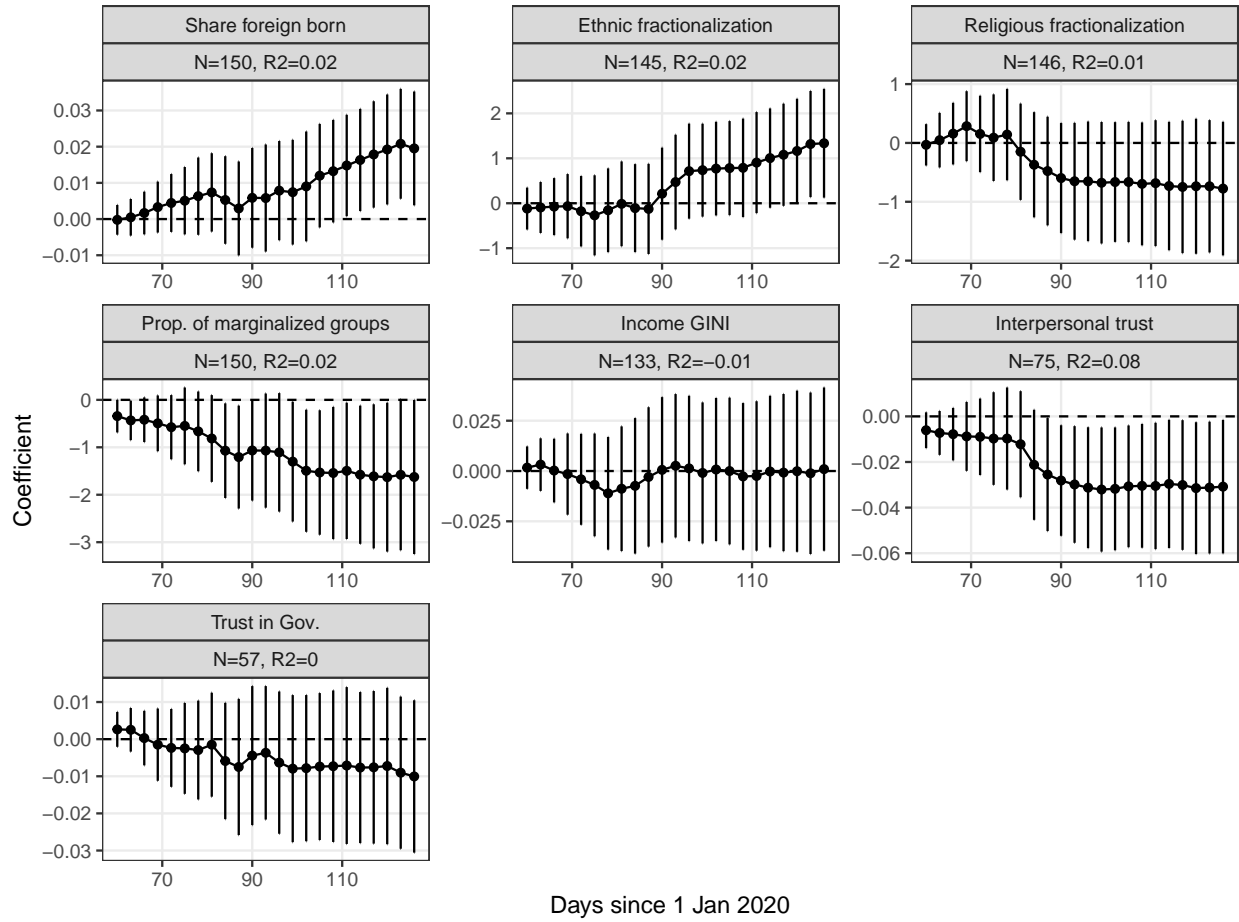 Share foreign born
N=150, R2=0.02
0.03
0.02
0.01
0.00
−0.01
70 90 110
Ethnic fractionalization
N=145, R2=0.02
2
1
0
−1
70 90 110
Religious fractionalization
N=146, R2=0.01
1
0
−1
−2
70 90 110
Prop. of marginalized groups
N=150, R2=0.02
0
−1
−2
−3
70 90 110
Income GINI
N=133, R2=−0.01
0.025
0.000
−0.025
70 90 110
Interpersonal trust
N=75, R2=0.08
0.00
−0.02
−0.04
−0.06
70 90 110
Trust in Gov.
N=57, R2=0
0.01
0.00
−0.01
−0.02
−0.03
70 90 110
Coefficient
Days since 1 Jan 2020